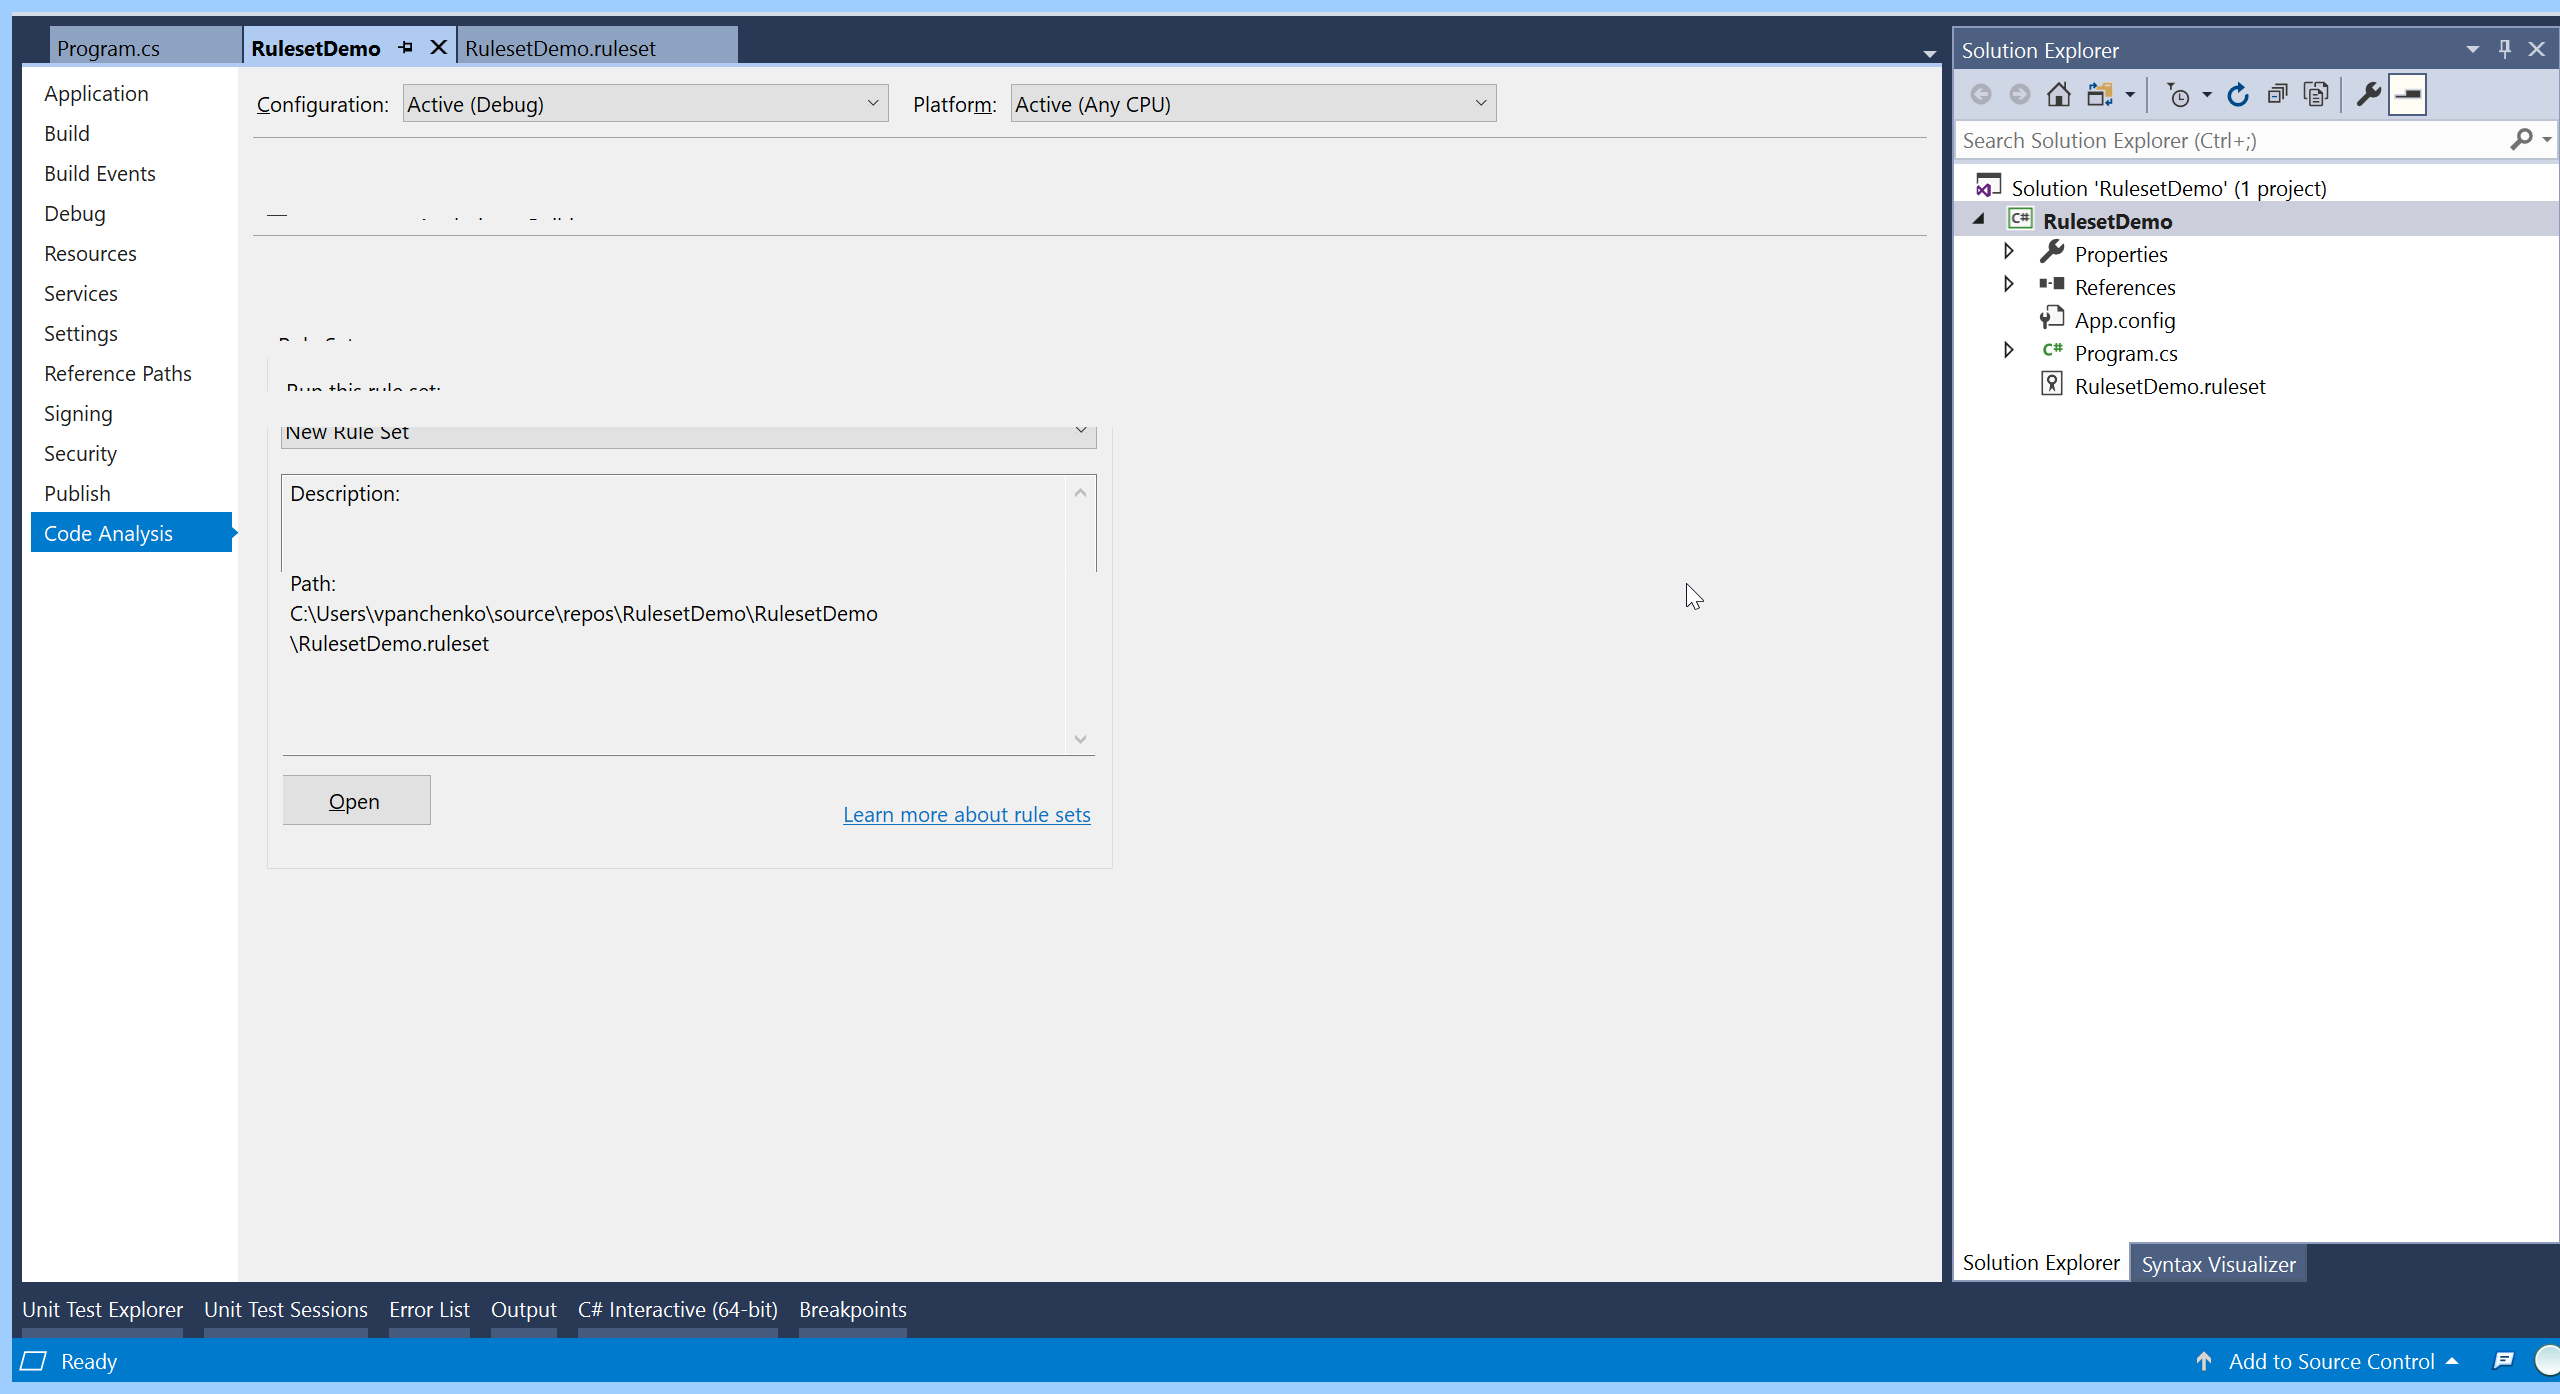 Program.cs
RulesetDemo
RulesetDemo.ruleset
Application
Build
Build Events
Debug
Resources
Services
Settings
Reference Paths
Signing
Security
Publish
Code Analysis
Configuration: Active (Debug) Platform: Active (Any CPU)
Run this rule set:
New Rule Set
Description:
Path:
C:\Users\vpanchenko\source\repos\RulesetDemo\RulesetDemo
\RulesetDemo.ruleset
Open
Learn more about rule sets
Solution Explorer
Search Solution Explorer (Ctrl+;)
Solution 'RulesetDemo' (1 project)
C# RulesetDemo
Properties
References
App.config
C# Program.cs
RulesetDemo.ruleset
Solution Explorer Syntax Visualizer
Unit Test Explorer Unit Test Sessions Error List Output C# Interactive (64-bit) Breakpoints
Ready
Add to Source Control